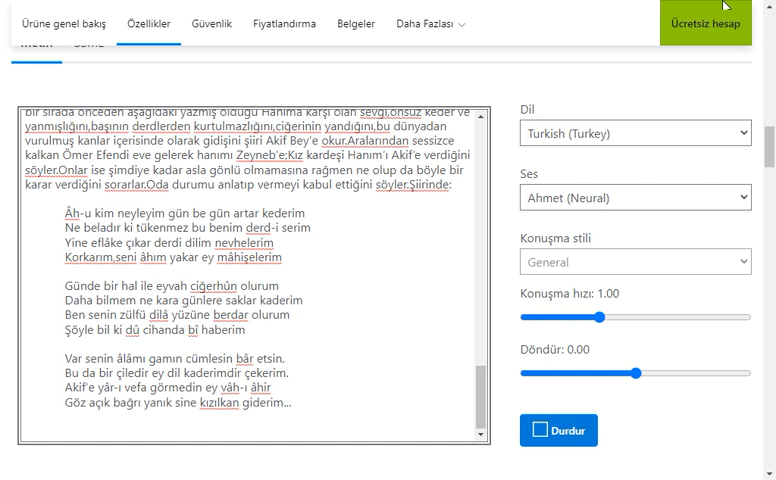 Ürüne genel bakış Özellikler Güvenlik Fiyatlandırma Belgeler Daha Fazlası Ücretsiz hesap
Metin SSML
bir sırada önceden aşağıdaki yazmış olduğu Hanıma karşı olan sevgi,onsuz keder ve
yanmışlığını,başının derdlerden kurtulmazlığını,ciğerinin yandığını,bu dünyadan
vurulmuş kanlar içerisinde olarak gidişini şiiri Akif Bey'e okur.Aralarından sessizce
kalkan Ömer Efendi eve gelerek hanımı Zeyneb'e;Kız kardeşi Hanım'ı Akif'e verdiğini
söyler.Onlar ise şimdiye kadar asla gönlü olmamasına rağmen ne olup da böyle bir
karar verdiğini sorarlar.Oda durumu anlatıp vermeyi kabul ettiğini söyler.Şiirinde:
Âh-u kim neyleyim gün be gün artar kederim
Ne beladır ki tükenmez bu benim derd-i serim
Yine eflâke çıkar derdi dilim nevhelerim
Korkarım,seni âhım yakar ey mâhişelerim
Günde bir hal ile eyvah ciğerhûn olurum
Daha bilmem ne kara günlere saklar kaderim
Ben senin zülfü dilâ yüzüne berdar olurum
Şöyle bil ki dû cihanda bî haberim
Var senin âlâmı gamın cümlesin bâr etsin.
Bu da bir çiledir ey dil kaderimdir çekerim.
Akif'e yâr-ı vefa görmedin ey vâh-ı âhir
Göz açık bağrı yanık sine kızılkan giderim...
Dil
Turkish (Turkey)
Ses
Ahmet (Neural)
Konuşma stili
General
Konuşma hızı: 1.00
Döndür: 0.00
Durdur